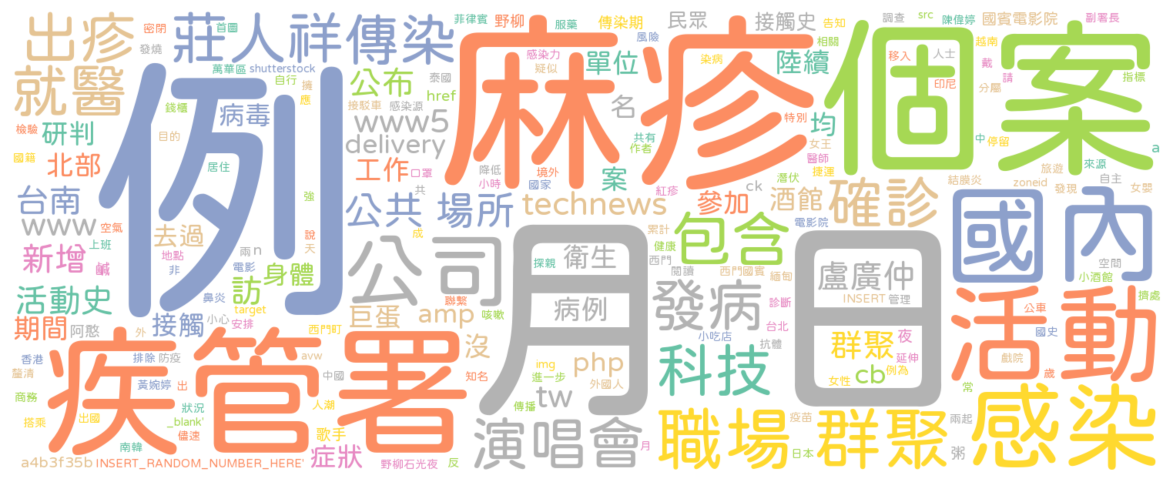 出疹
密閉
首圖
莊人祥
傳染
菲律賓
野柳
服藥
傳染期
民眾
接觸史
調查
src
陳偉婷
國賓電影院
副署長
發燒
萬華區
shutterstock
自行
擁
應
公布
泰國
感染力
疑似
風險
單位
染病
陸續
告知
相關
越南
移入
人士
戴
請
指標
就醫
例
麻疹
個案
錢櫃
病毒
接駁車
感染源
href
名
特別
均
印尼
分屬
檢驗
研判
目的
www5
共有
作者
女王
醫師
中
停留
a
國籍
北部
居住
delivery
工作
口罩
降低
境外
案
捷運
旅遊
來源
台南
強
共
小時
國家
紅疹
參加
ck
潛伏
結膜炎
發現
自主
女嬰
www
空氣
公共
場所
technews
酒館
確診
zoneid
上班
去過
兩
n
說
成
累計
電影院
國內
新增
地點
天
公司
月
日
包含
空間
鹹
非
電影
身體
探親
衛生
健康
西門
小酒館
活動史
鼻炎
訪
聯繫
閱讀
西門國賓
緬甸
盧廣仲
擠處
期間
阿憨
接觸
小心
target
安排
巨蛋
amp
咳嗽
病例
發病
診斷
INSERT
管理
活動
公車
香港
外
西門町
小吃店
台北
群聚
夜
國史
排除
防疫
avw
沒
img
php
科技
抗體
延伸
戲院
釐清
疾管署
中國
知名
進一步
外國人
cb
女性
例為
歲
商務
黃婉婷
出
人潮
tw
常
搭乘
出國
_blank'
狀況
傳播
演唱會
職場
疫苗
群聚
兩起
感染
南韓
儘速
歌手
月
日本
粥
a4b3f35b
INSERT_RANDOM_NUMBER_HERE'
症狀
野柳石光夜
反